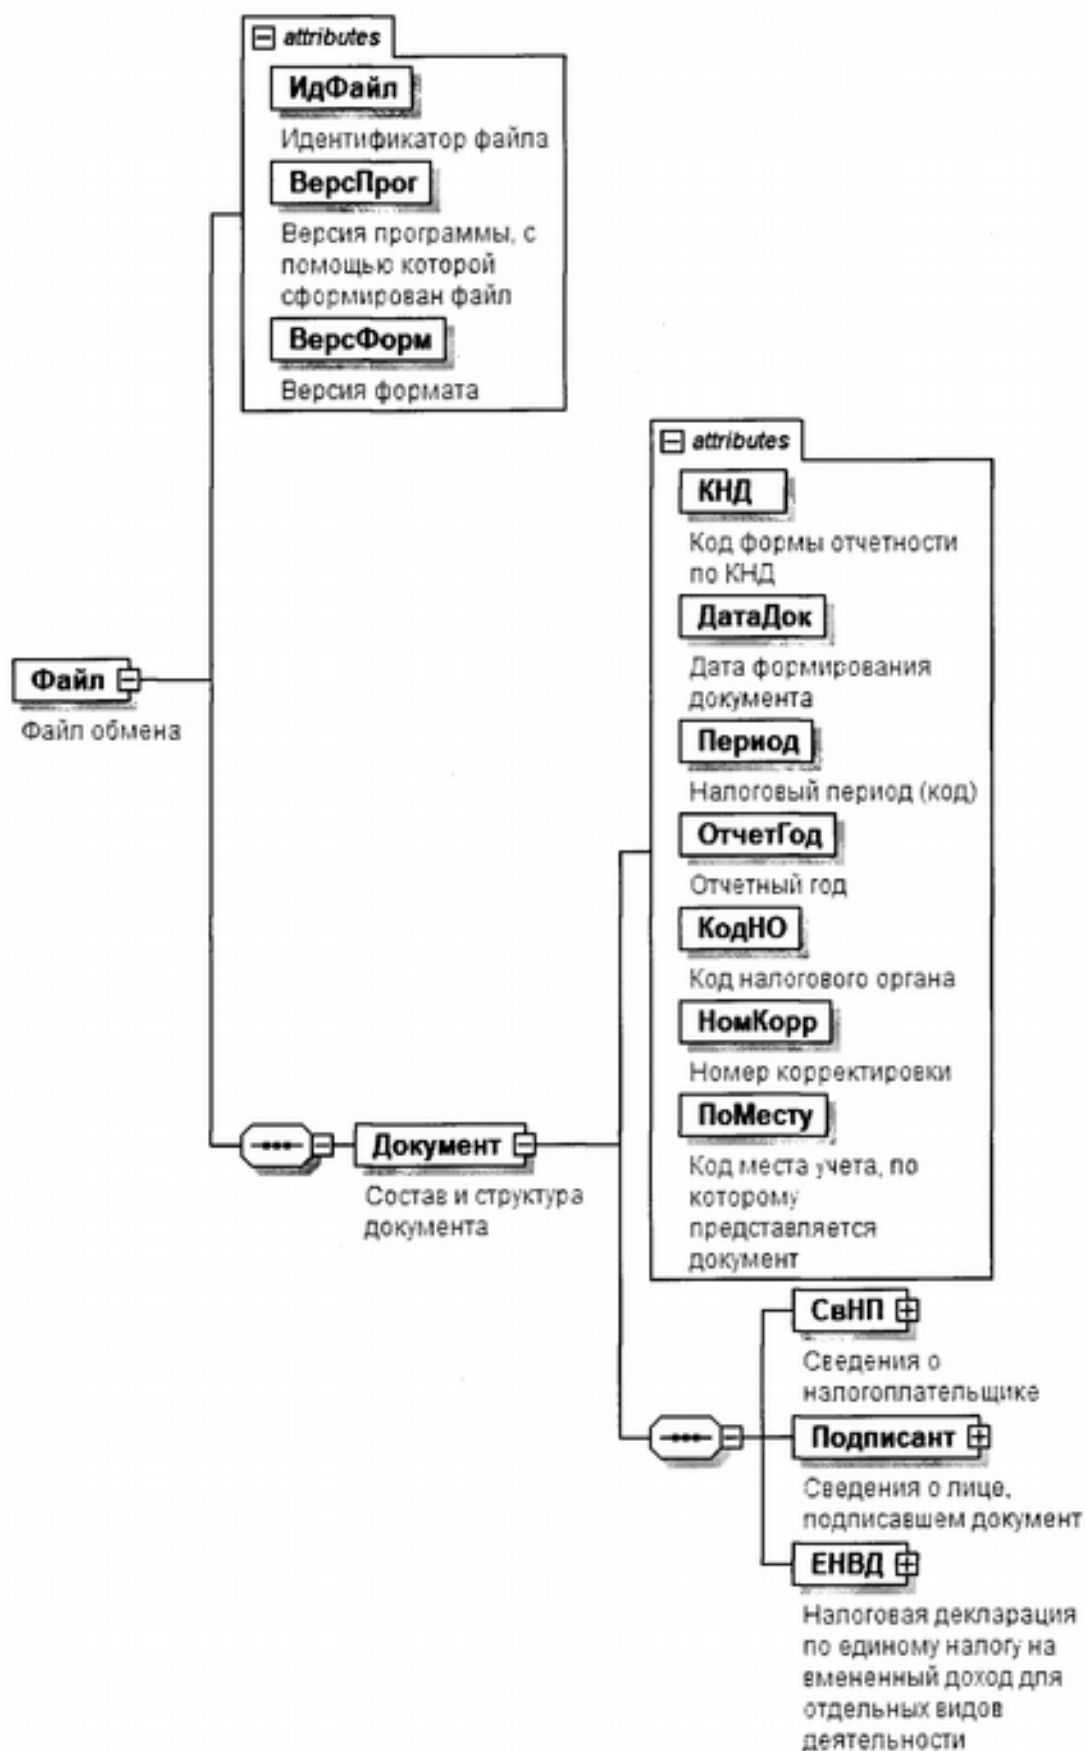 attributes
ИдФайл
Идентификатор файла
ВерсПрог
Версия программы, с
помощью которой
сформирован файл
ВерсФорм
Версия формата
Файл
Файл обмена
Документ
Состав и структура
документа
attributes
КНД
Код формы отчетности
по КНД
ДатаДок
Дата формирования
документа
Период
Налоговый период (код)
ОтчетГод
Отчетный год
КодНО
Код налогового органа
НомКорр
Номер корректировки
ПоМесту
Код места учета, по
которому
представляется
документ
СвНП
Сведения о
налогоплательщике
Подписант
Сведения о лице,
подписавшем документ
ЕНВД
Налоговая декларация
по единому налогу на
вмененный доход для
отдельных видов
деятельности